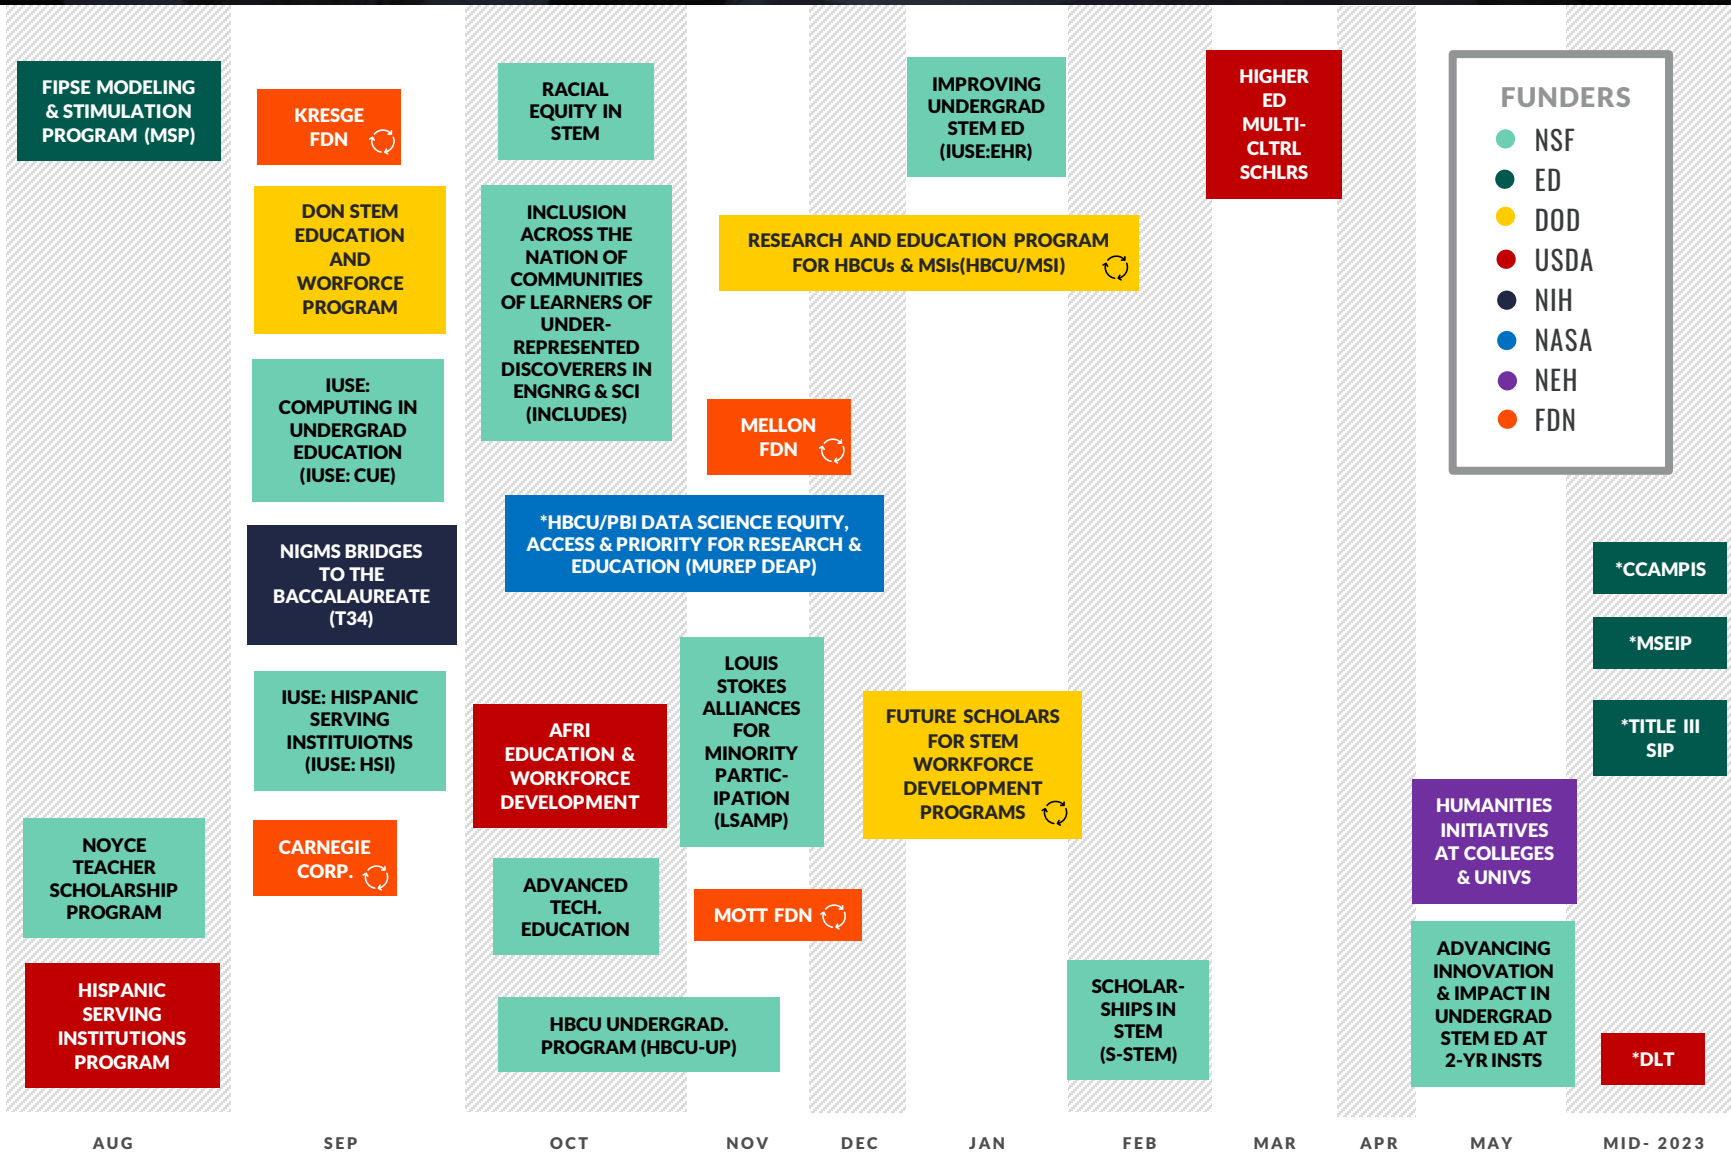 FIPSE MODELING
& STIMULATION
PROGRAM (MSP)
NOYCE
TEACHER
SCHOLARSHIP
PROGRAM
HISPANIC
SERVING
INSTITUTIONS
PROGRAM
KRESGE
FDN
DON STEM
EDUCATION
AND
WORFORCE
PROGRAM
IUSE:
COMPUTING IN
UNDERGRAD
EDUCATION
(IUSE: CUE)
NIGMS BRIDGES
TO THE
BACCALAUREATE
(T34)
IUSE: HISPANIC
SERVING
INSTITUIOTNS
(IUSE: HSI)
CARNEGIE
CORP.
RACIAL
EQUITY IN
STEM
INCLUSION
ACROSS THE
NATION OF
COMMUNITIES
OF LEARNERS OF
UNDER-
REPRESENTED
DISCOVERERS IN
ENGNRG & SCI
(INCLUDES)
*HBCU/PBI DATA SCIENCE EQUITY,
ACCESS & PRIORITY FOR RESEARCH &
EDUCATION (MUREP DEAP)
AFRI
EDUCATION &
WORKFORCE
DEVELOPMENT
ADVANCED
TECH.
EDUCATION
HBCU UNDERGRAD.
PROGRAM (HBCU-UP)
RESEARCH AND EDUCATION PROGRAM
FOR HBCUs & MSIs(HBCU/MSI)
MELLON
FDN
LOUIS
STOKES
ALLIANCES
FOR
MINORITY
PARTIC-
IPATION
(LSAMP)
MOTT FDN
IMPROVING
UNDERGRAD
STEM ED
(IUSE:EHR)
FUTURE SCHOLARS
FOR STEM
WORKFORCE
DEVELOPMENT
PROGRAMS
SCHOLAR-
SHIPS IN
STEM
(S-STEM)
HIGHER
ED
MULTI-
CLTRL
SCHLRS
HUMANITIES
INITIATIVES
AT COLLEGES
& UNIVS
ADVANCING
INNOVATION
& IMPACT IN
UNDERGRAD
STEM ED AT
2-YR INSTS
FUNDERS
NSF
ED
DOD
USDA
NIH
NASA
NEH
FDN
*CCAMPIS
*MSEIP
*TITLE III
SIP
*DLT
AUG SEP OCT NOV DEC JAN FEB MAR APR MAY MID- 2023